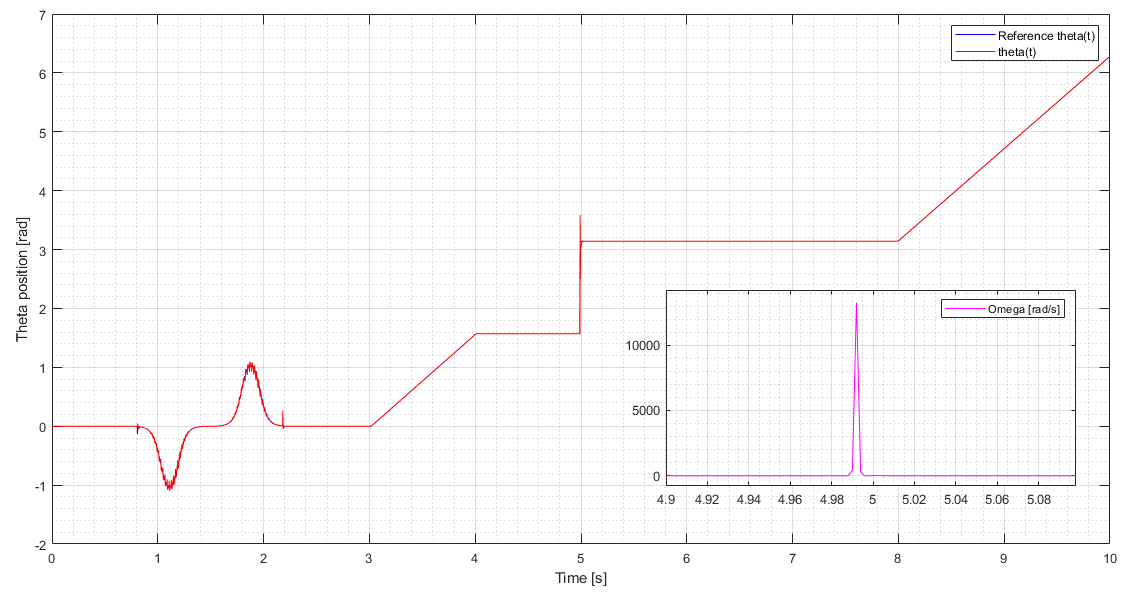 7
6
5
4
3
2
1
0
-1
-2
Theta position [rad]
Reference theta(t)
theta(t)
Omega [rad/s]
10000
5000
0
4.9 4.92 4.94 4.96 4.98 5 5.02 5.04 5.06 5.08
0 1 2 3 4 5 6 7 8 9 10
Time [s]